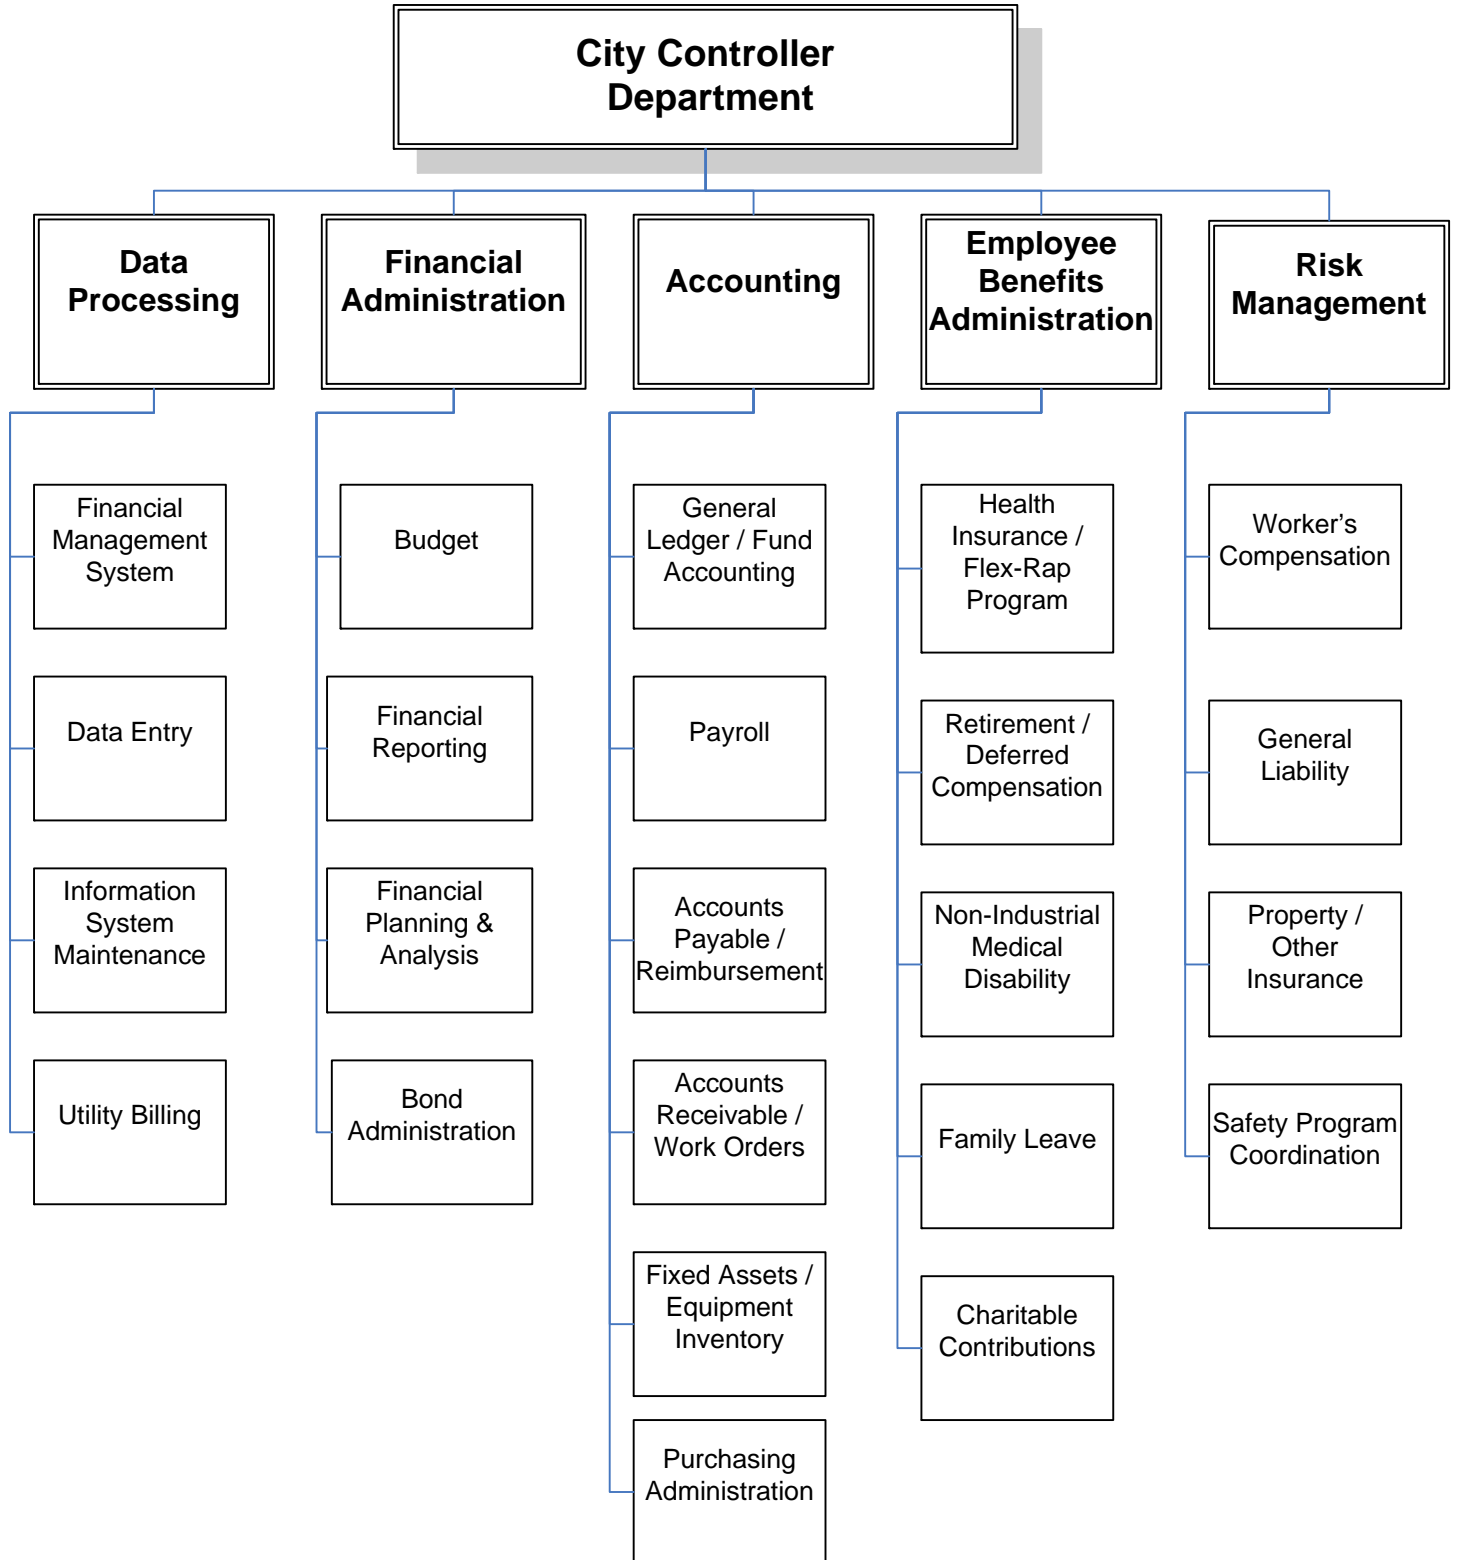 City Controller
Department
Data
Processing
Financial
Administration
Accounting
Employee
Benefits
Administration
Risk
Management
Financial
Management
System
Data Entry
Information
System
Maintenance
Utility Billing
Budget
Financial
Reporting
Financial
Planning &
Analysis
Bond
Administration
General
Ledger / Fund
Accounting
Payroll
Accounts
Payable /
Reimbursement
Accounts
Receivable /
Work Orders
Fixed Assets /
Equipment
Inventory
Purchasing
Administration
Health
Insurance /
Flex-Rap
Program
Retirement /
Deferred
Compensation
Non-Industrial
Medical
Disability
Family Leave
Charitable
Contributions
Worker’s
Compensation
General
Liability
Property /
Other
Insurance
Safety Program
Coordination